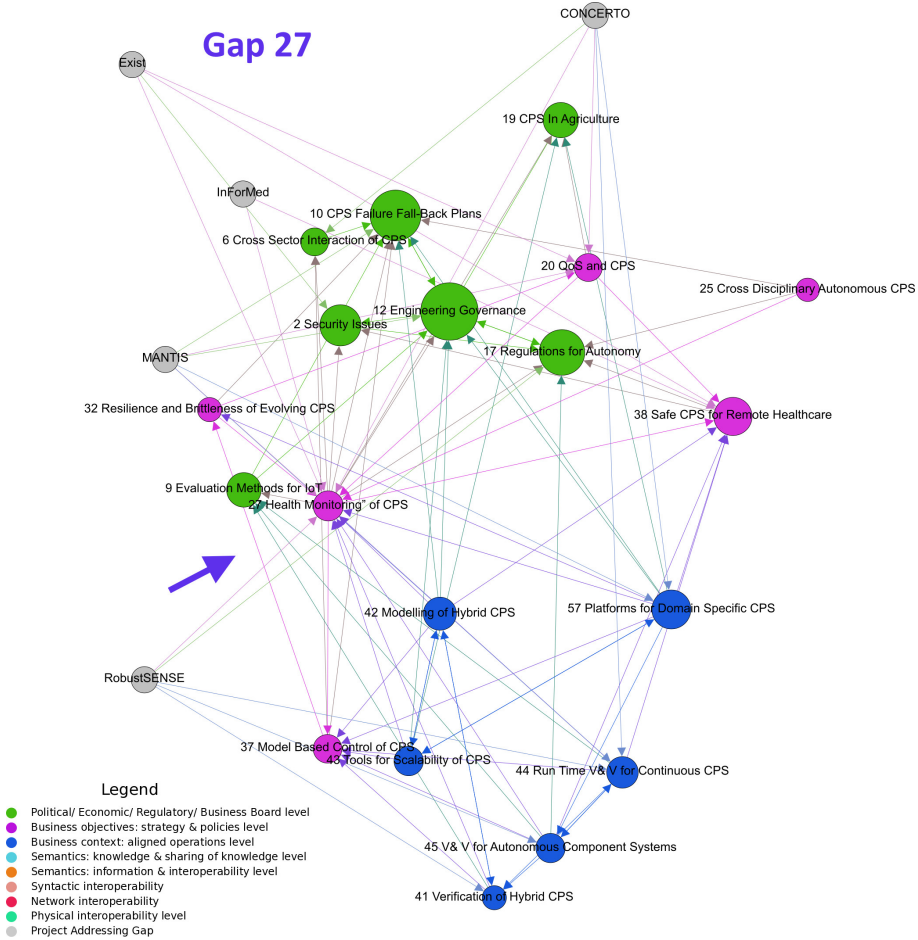 CONCERTO
Gap 27
Exist
19 CPS In Agriculture
InForMed
10 CPS Failure Fall-Back Plans
6 Cross Sector Interaction of CPS
20 QoS and CPS
25 Cross Disciplinary Autonomous CPS
12 Engineering Governance
2 Security Issues
17 Regulations for Autonomy
MANTIS
32 Resilience and Brittleness of Evolving CPS
38 Safe CPS for Remote Healthcare
9 Evaluation Methods for IoT
27 Health Monitoring" of CPS
42 Modelling of Hybrid CPS
57 Platforms for Domain Specific CPS
RobustSENSE
37 Model Based Control of CPS
43 Tools for Scalability of CPS
44 Run Time V& V for Continuous CPS
45 V& V for Autonomous Component Systems
41 Verification of Hybrid CPS
Legend
Political/ Economic/ Regulatory/ Business Board level
Business objectives: strategy & policies level
Business context: aligned operations level
Semantics: knowledge & sharing of knowledge level
Semantics: information & interoperability level
Syntactic interoperability
Network interoperability
Physical interoperability level
Project Addressing Gap